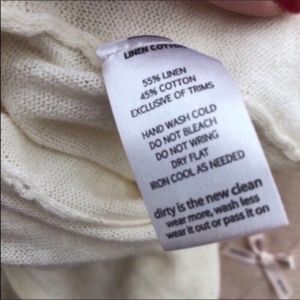 LINEN COTTON
55% LINEN
45% COTTON
EXCLUSIVE OF TRIMS
HAND WASH COLD
DO NOT BLEACH
DO NOT WRING
DRY FLAT
IRON COOL AS NEEDED
dirty is the new clean
wear more, wash less
wear it out or pass it on